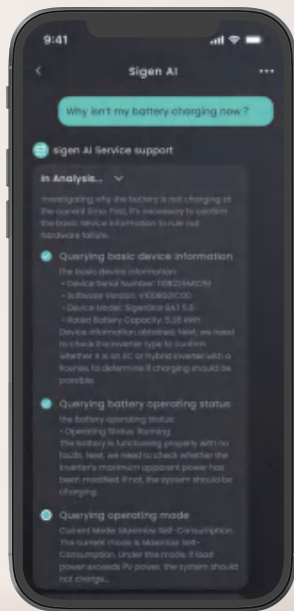 9:41
Sigen AI
Why isn't my battery charging now?
sigen AI Service support
In Analysis...
Investigating why the battery is not charging at
the current time. First, it's necessary to confirm
the basic device information to rule out
hardware failure.
Querying basic device information
The basic device information:
• Device Serial Number:
• Software Version:
• Device Model: SigenStor BAT 5.0
• Rated Battery Capacity: 5.28 kWh
Device information obtained. Next, we need
to check the inverter type to confirm
whether it is an EC or hybrid inverter with a
license, to determine if charging should be
possible.
Querying battery operating status
the battery operating status:
• Operating Status: Running
The battery is functioning properly with no
faults. Next, we need to check whether the
inverter's maximum apparent power has
been modified. If not, the system should be
charging.
Querying operating mode
Current Mode: Maximize Self-Consumption
The current mode is Maximize Self-
Consumption. Under this mode, if load
power exceeds PV power, the system should
not charge...